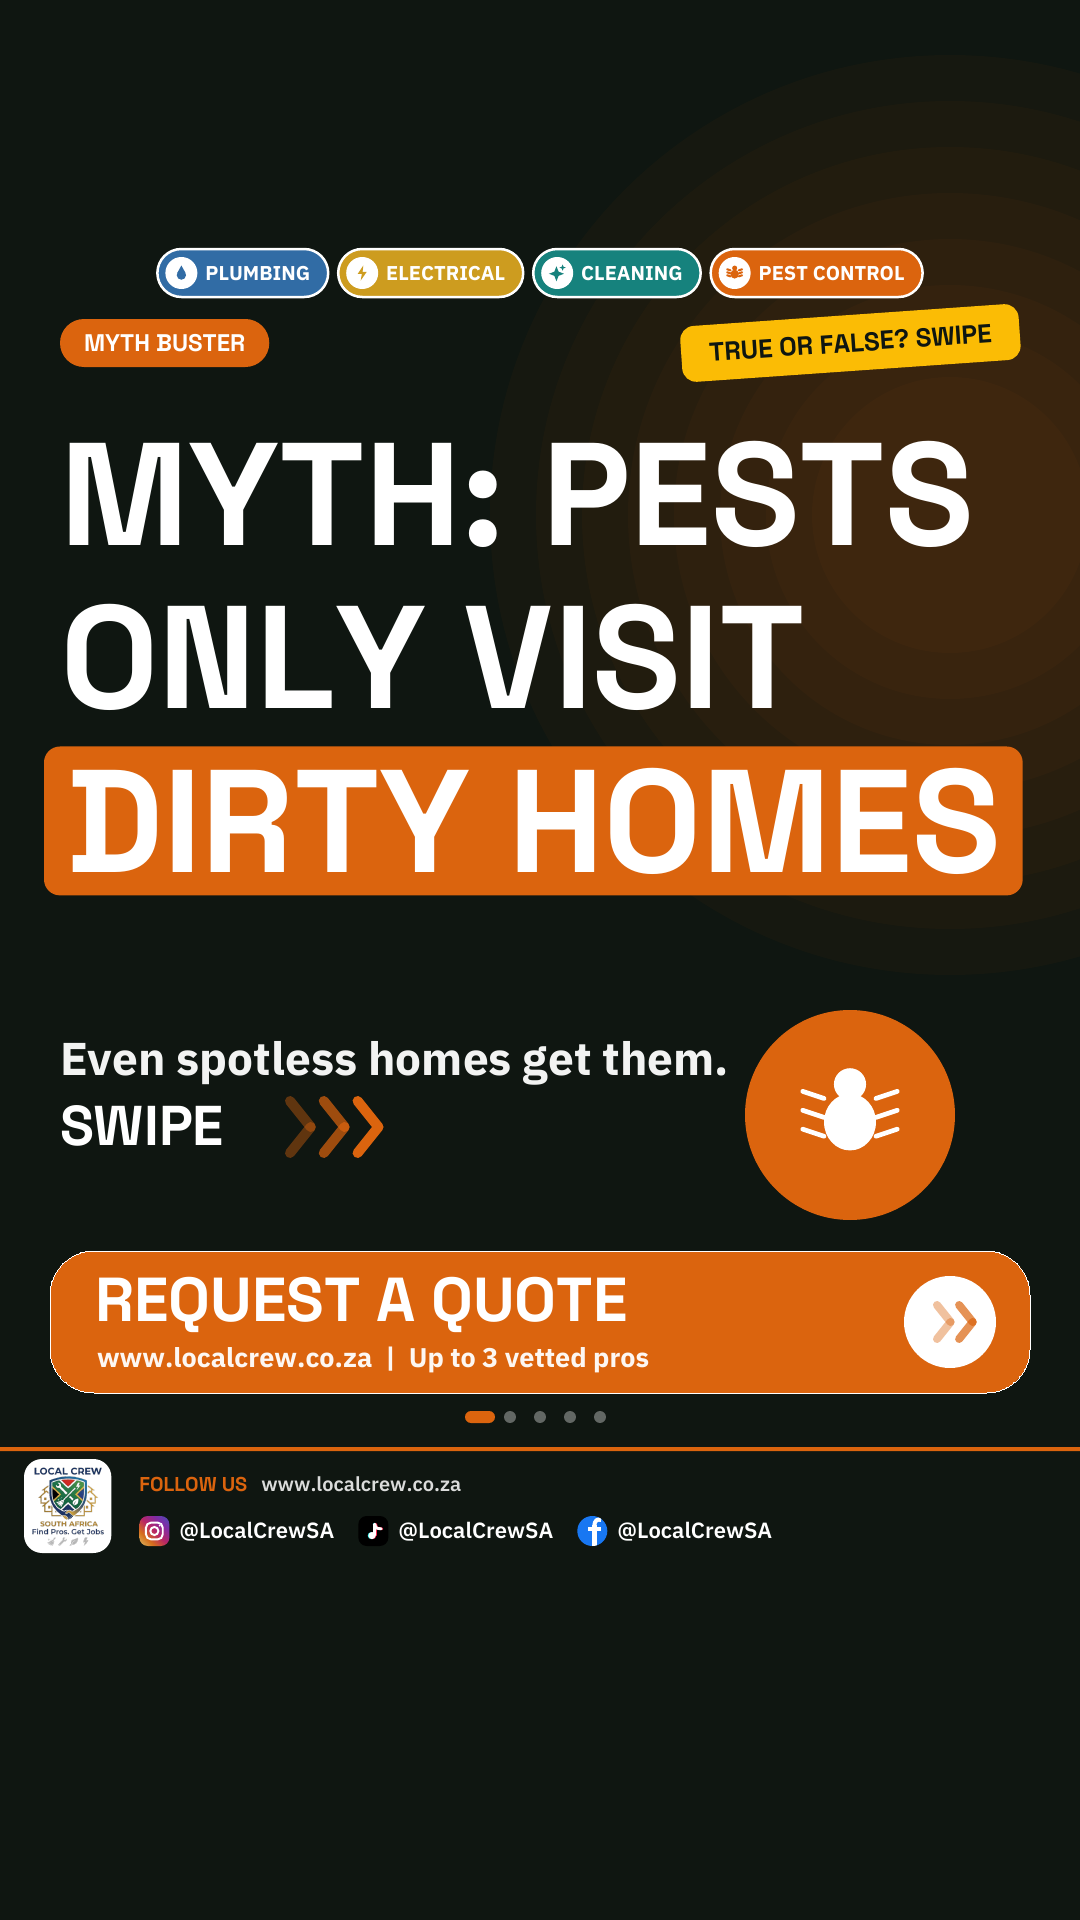 PLUMBING ELECTRICAL CLEANING PEST CONTROL
MYTH BUSTER
TRUE OR FALSE? SWIPE
MYTH: PESTS
ONLY VISIT
DIRTY HOMES
Even spotless homes get them.
SWIPE
REQUEST A QUOTE
www.localcrew.co.za | Up to 3 vetted pros
LOCAL CREW
SOUTH AFRICA
Find Pros. Get Jobs
FOLLOW US www.localcrew.co.za
@LocalCrewSA @LocalCrewSA @LocalCrewSA